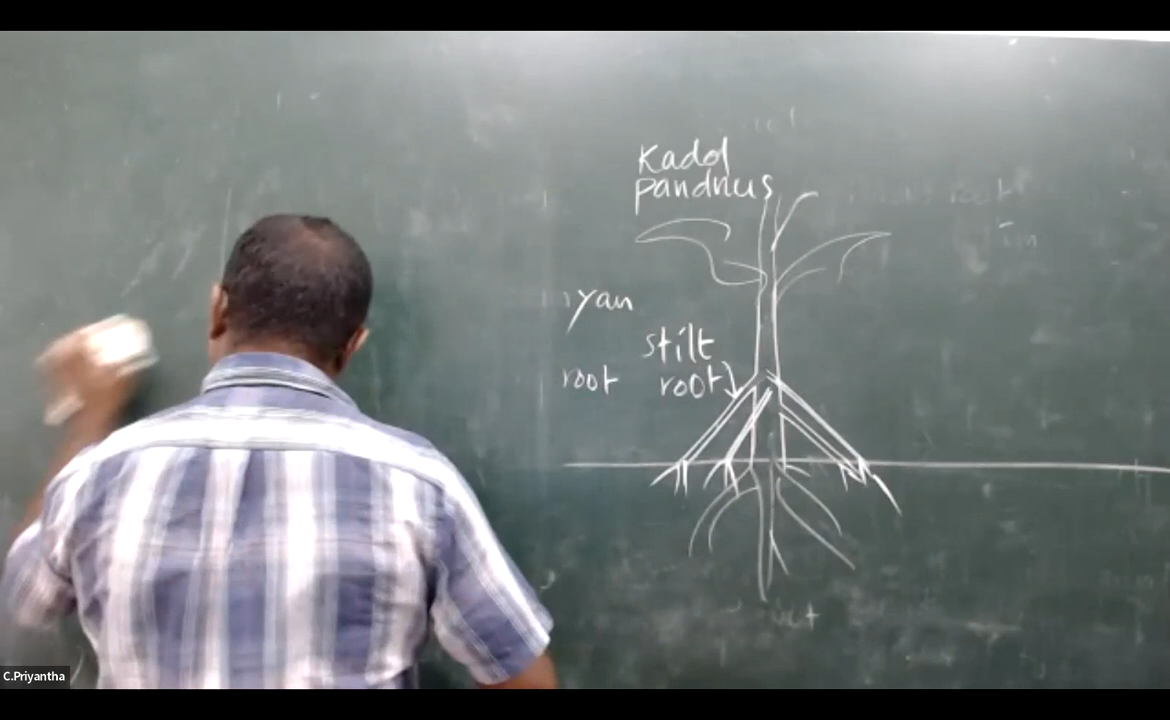 Kadol
pandnus
yan
stilt
root root
C.Priyantha